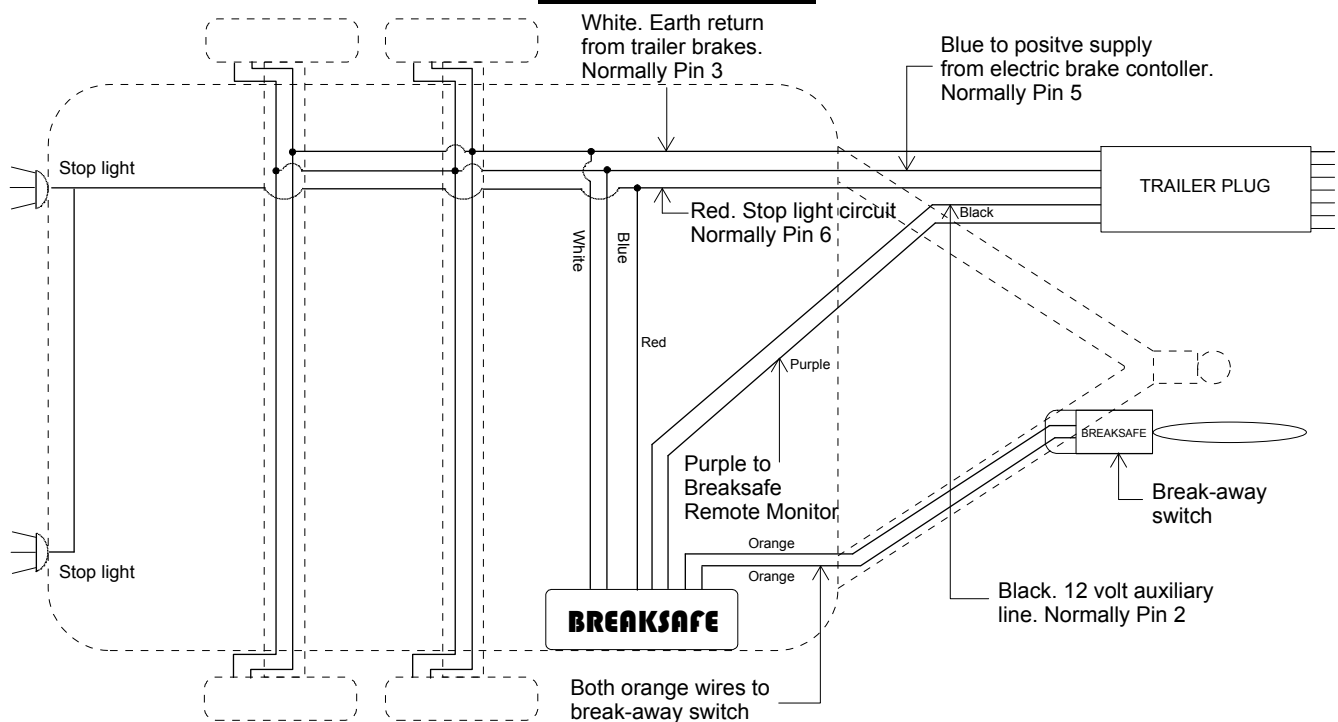 White. Earth return
from trailer brakes.
Normally Pin 3
Blue to positve supply
from electric brake contoller.
Normally Pin 5
Stop light
TRAILER PLUG
Red. Stop light circuit
Normally Pin 6
Black
White
Blue
Red
Purple
BREAKSAFE
Purple to
Breaksafe
Remote Monitor
Break-away
switch
Orange
Orange
Stop light
Black. 12 volt auxiliary
line. Normally Pin 2
BREAKSAFE
Both orange wires to
break-away switch